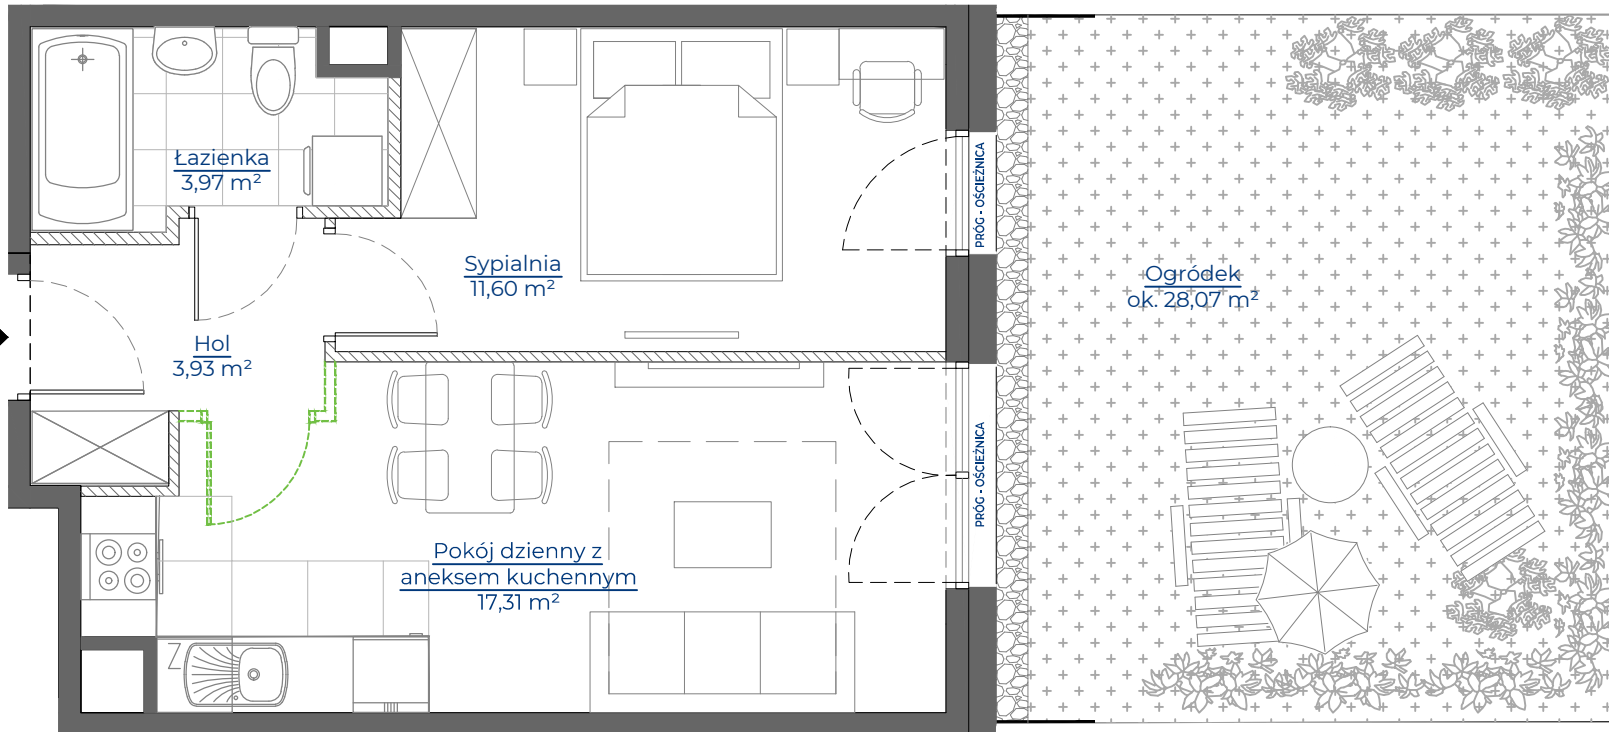 Łazienka
3,97 m²
Sypialnia
11,60 m²
PRÓG - OŚCIEŻNICA
Ogródek
ok. 28,07 m²
Hol
3,93 m²
PRÓG - OŚCIEŻNICA
Pokój dzienny z
aneksem kuchennym
17,31 m²
Z